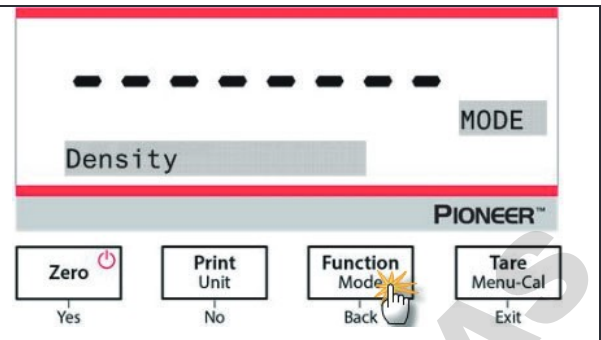 --------
MODE
Density
PIONEER™
Zero Print Function Tare
Unit Mode Menu-Cal
Yes No Back Exit